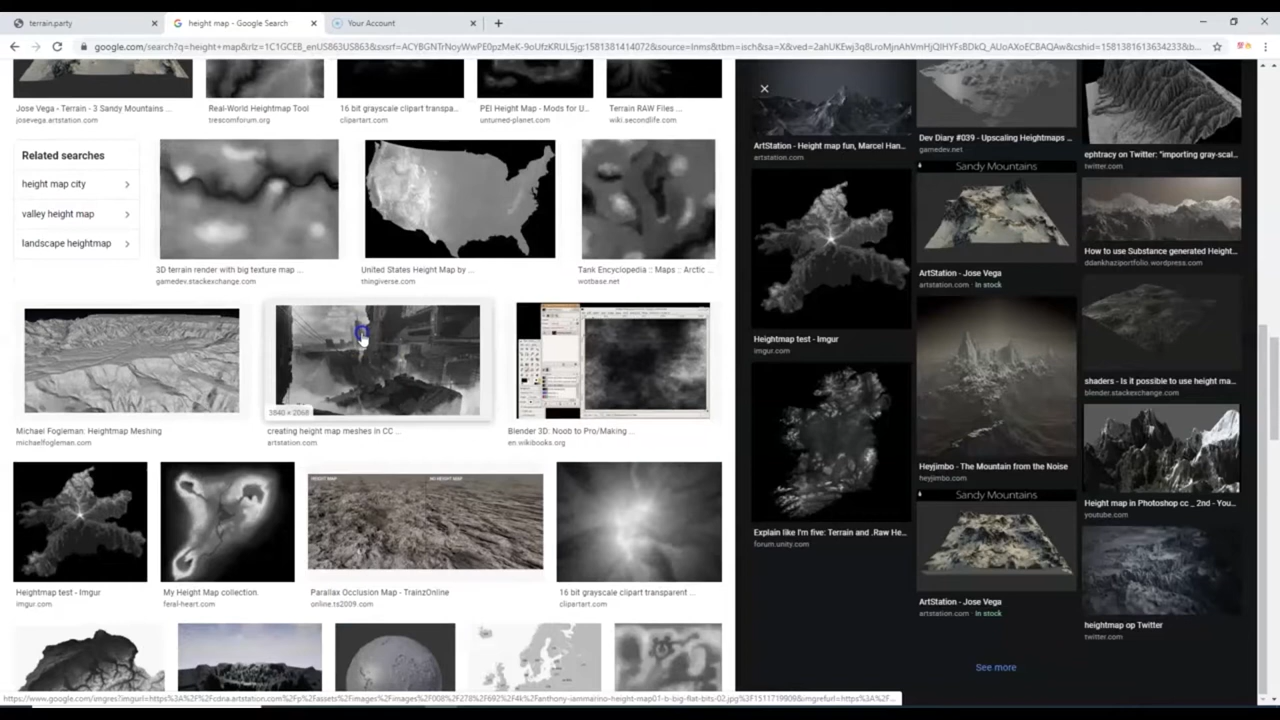 terrain.party
height map - Google Search
Your Account
Jose Vega - Terrain - 3 Sandy Mountains ...
josevega.artstation.com
Real-World Heightmap Tool
trescomforum.org
16 bit grayscale clipart transpa...
clipartart.com
PEI Height Map - Mods for U...
unturned-planet.com
Terrain RAW Files ...
wiki.secondlife.com
Related searches
height map city
valley height map
landscape heightmap
3D terrain render with big texture map ...
gamedev.stackexchange.com
United States Height Map by ...
thingiverse.com
Tank Encyclopedia :: Maps :: Arctic ...
wotbase.net
3840 × 2068
Michael Fogleman: Heightmap Meshing
michaelfogleman.com
creating height map meshes in CC ...
artstation.com
Blender 3D: Noob to Pro/Making ...
en.wikibooks.org
HEIGHT MAP
NO HEIGHT MAP
Heightmap test - Imgur
imgur.com
My Height Map collection.
feral-heart.com
Parallax Occlusion Map - TrainzOnline
online.ts2009.com
16 bit grayscale clipart transparent ...
clipartart.com
ArtStation - Height map fun, Marcel Han...
artstation.com
Dev Diary #039 - Upscaling Heightmaps ...
gamedev.net
ephtracy on Twitter: "importing gray-scal...
twitter.com
Sandy Mountains
ArtStation - Jose Vega
artstation.com · In stock
How to use Substance generated Height...
ddankhaziportfolio.wordpress.com
Heightmap test - Imgur
imgur.com
shaders - Is it possible to use height ma...
blender.stackexchange.com
Heyjimbo - The Mountain from the Noise
heyjimbo.com
Sandy Mountains
Height map in Photoshop cc _ 2nd - You...
youtube.com
Explain like I'm five: Terrain and .Raw He...
forum.unity.com
ArtStation - Jose Vega
artstation.com · In stock
heightmap op Twitter
twitter.com
See more